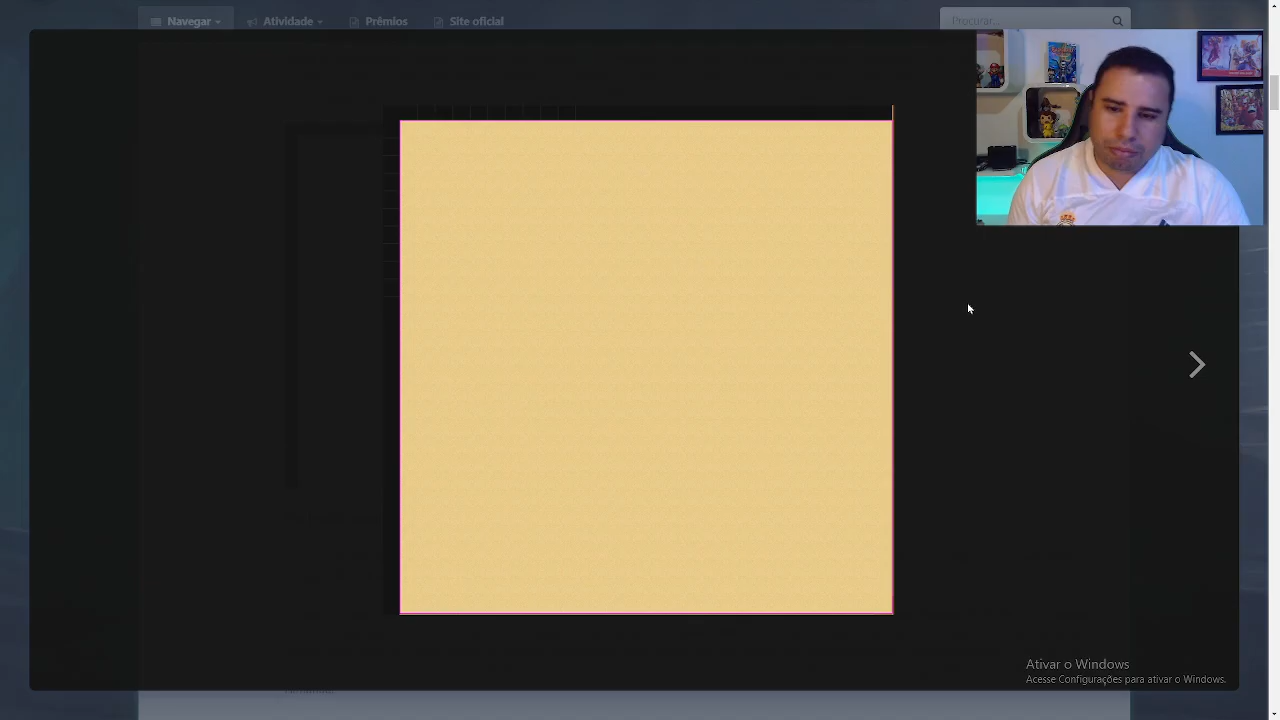 Navegar
Atividade
Prêmios
Site oficial
Procurar...
Ativar o Windows
Acesse Configurações para ativar o Windows.